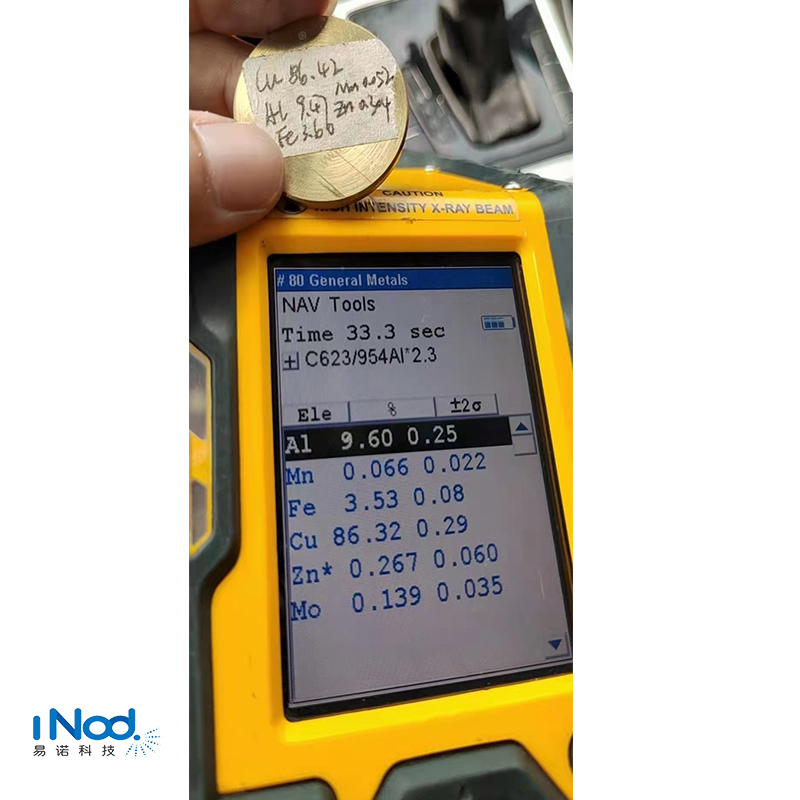 Cu 86.42
Mn 0.052
Al 9.47
Zn 0.304
Fe 3.60
CAUTION
HIGH INTENSITY X-RAY BEAM
# 80 General Metals
NAV Tools
Time 33.3 sec
+ C623/954Al*2.3
Ele % ±2σ
Al 9.60 0.25
Mn 0.066 0.022
Fe 3.53 0.08
Cu 86.32 0.29
Zn* 0.267 0.060
Mo 0.139 0.035
iNod.
易诺科技